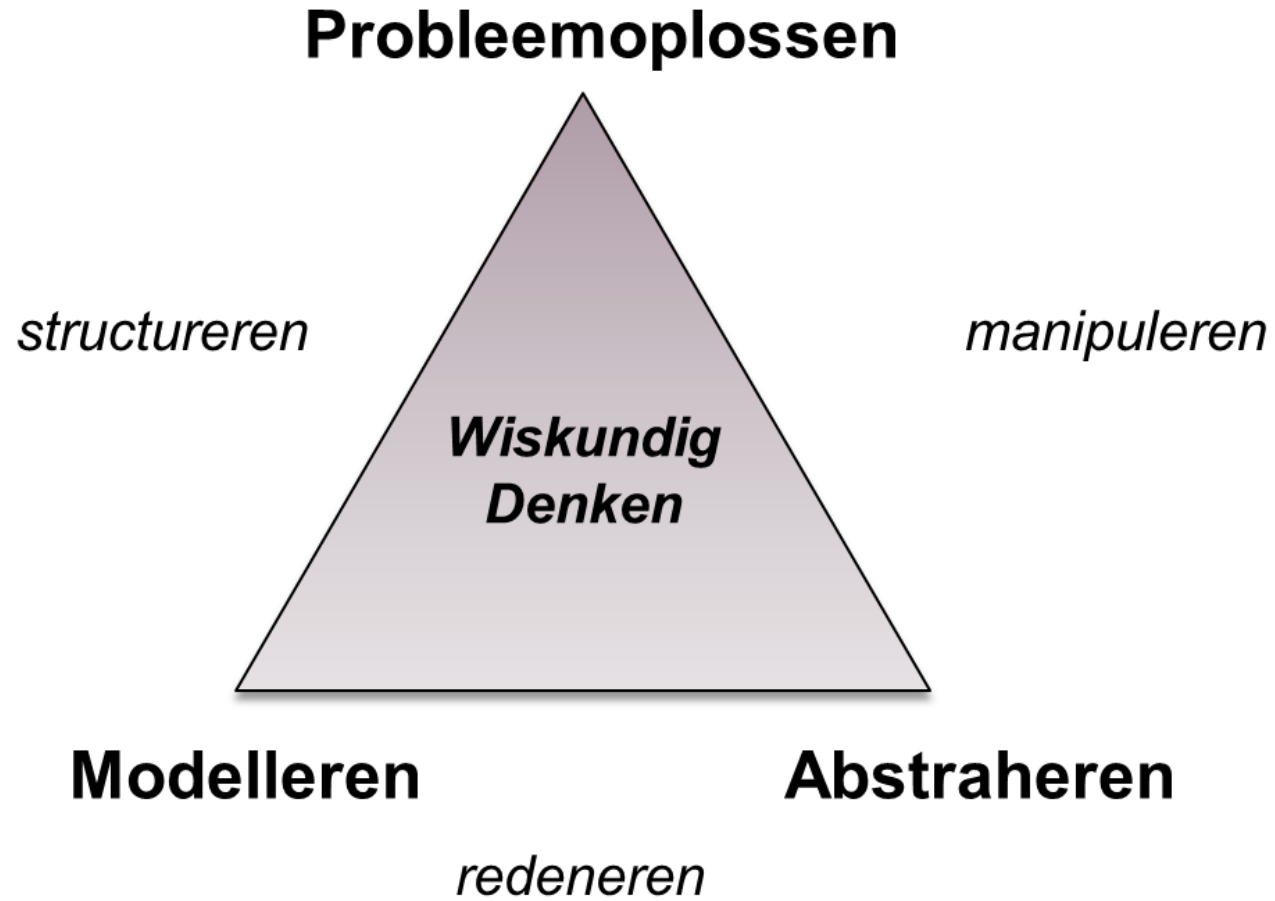 Probleemoplossen
structureren
manipuleren
Wiskundig
Denken
Modelleren
Abstraheren
redeneren